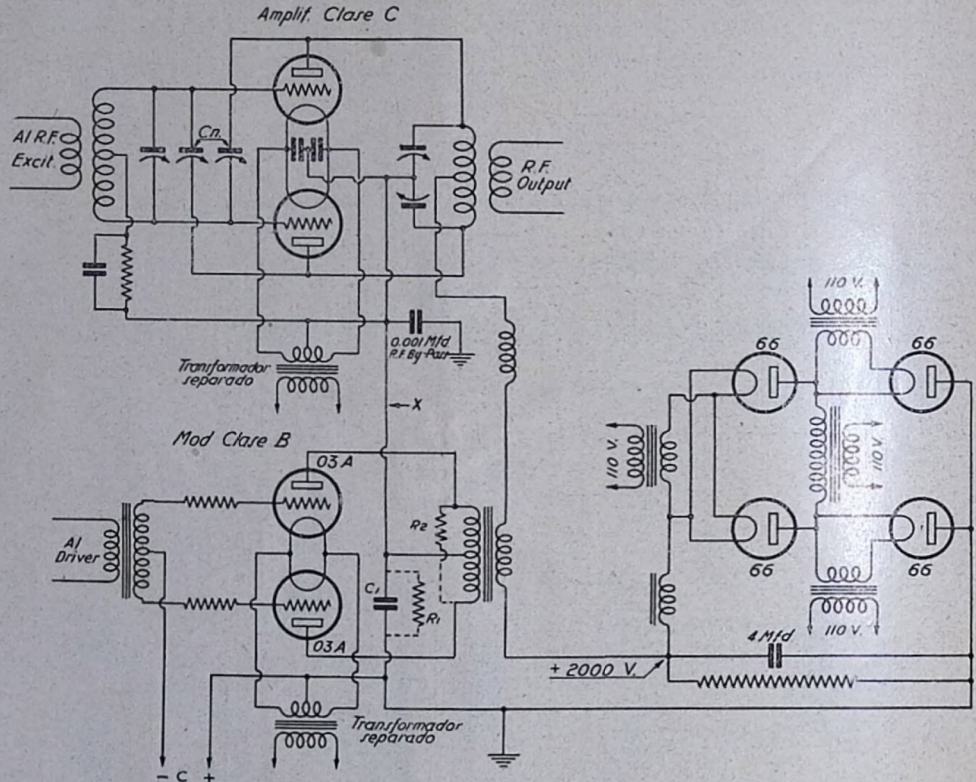 Amplif. Clase C
Al R.F.
Excit.
Cn.
R.F.
Output
0.001 Mfd
R.F. By-Pass
Transformador
separado
X
Mod Clase B
03A
Al
Driver
R2
C1
R1
03A
Transformador
separado
- C +
+ 2000 V.
110 V.
66
66
110 V.
110 V.
66
66
110 V.
4 Mfd